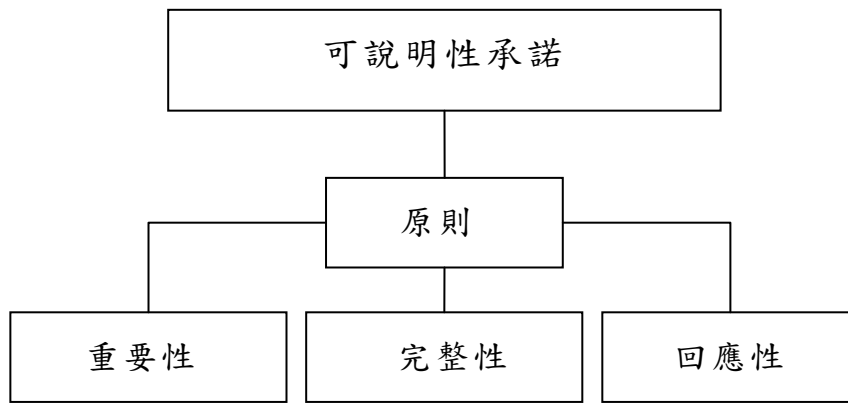 可說明性承諾
原則
重要性
完整性
回應性